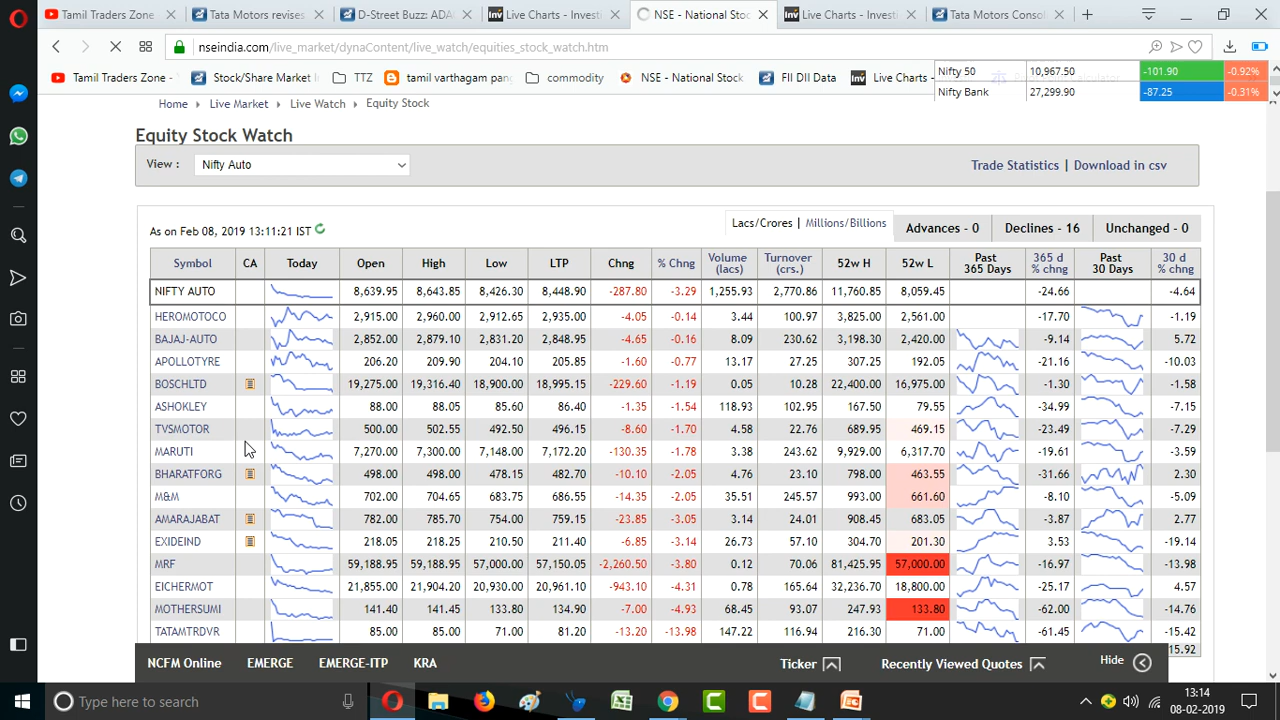 Tamil Traders Zone
Tata Motors revises
D-Street Buzz: ADA
Live Charts - Invest
NSE - National Stoc
Live Charts - Investi
Tata Motors Conso
nseindia.com/live_market/dynaContent/live_watch/equities_stock_watch.htm
Tamil Traders Zone -
Stock/Share Market
TTZ
tamil varthagam pan
Commodity
NSE - National Stock
FII DII Data
Live Charts -
Nifty 50 10,967.50 -101.90 -0.92%
Nifty Bank 27,299.90 -87.25 -0.31%
Home Live Market Live Watch Equity Stock
Equity Stock Watch
View : Nifty Auto
Trade Statistics | Download in csv
As on Feb 08, 2019 13:11:21 IST
Lacs/Crores | Millions/Billions
Advances - 0 Declines - 16 Unchanged - 0
Symbol CA Today Open High Low LTP Chng % Chng Volume (lacs) Turnover (crs.) 52w H 52w L Past 365 Days 365 d % chng Past 30 Days 30 d % chng
NIFTY AUTO 8,639.95 8,643.85 8,426.30 8,448.90 -287.80 -3.29 1,255.93 2,770.86 11,760.85 8,059.45 -24.66 -4.64
HEROMOTOCO 2,915.00 2,960.00 2,912.65 2,935.00 -4.05 -0.14 3.44 100.97 3,825.00 2,561.00 -17.70 -1.19
BAJAJ-AUTO 2,852.00 2,879.10 2,831.20 2,848.95 -4.65 -0.16 8.09 230.62 3,198.30 2,420.00 -9.14 5.72
APOLLOTYRE 206.20 209.90 204.10 205.85 -1.60 -0.77 13.17 27.25 307.00 192.05 -21.16 -10.03
BOSCHLTD 19,275.00 19,316.40 18,900.00 18,995.15 -229.60 -1.19 0.05 10.28 22,400.00 16,975.00 -1.30 -1.58
ASHOKLEY 88.00 88.05 85.60 86.40 -1.35 -1.54 118.93 102.95 167.50 79.55 -34.99 -7.15
TVSMOTOR 500.00 502.55 492.50 496.15 -8.60 -1.70 4.58 22.76 689.95 469.15 -23.49 -7.29
MARUTI 7,270.00 7,300.00 7,148.00 7,172.20 -130.35 -1.78 3.38 243.62 9,929.00 6,317.70 -19.61 -3.59
BHARATFORG 498.00 498.00 478.15 482.70 -10.10 -2.05 4.76 23.10 798.00 463.55 -31.66 2.30
M&M 702.00 704.65 683.75 686.55 -14.35 -2.05 35.51 245.57 993.00 661.60 -8.10 -5.09
AMARAJABAT 782.00 785.70 754.00 759.15 -23.85 -3.05 3.14 24.01 908.45 683.05 -3.87 2.77
EXIDEIND 218.05 218.25 210.50 211.40 -6.85 -3.14 26.73 57.10 304.70 201.30 3.53 -19.14
MRF 59,188.95 59,188.95 57,000.00 57,150.05 -2,260.50 -3.80 0.12 70.06 81,425.95 57,000.00 -16.97 -13.98
EICHERMOT 21,855.00 21,904.20 20,930.00 20,961.10 -943.10 -4.31 0.78 165.64 32,236.70 18,800.00 -25.17 4.57
MOTHERSUMI 141.40 141.45 133.80 134.90 -7.00 -4.93 68.45 93.07 247.93 133.80 -62.00 -14.76
TATAMTRDVR 85.00 85.00 71.00 81.20 -13.20 -13.98 147.22 116.94 216.30 71.00 -61.45 -15.42
15.92
NCFM Online EMERGE EMERGE-ITP KRA Ticker Recently Viewed Quotes Hide
Type here to search
13:14
08-02-2019